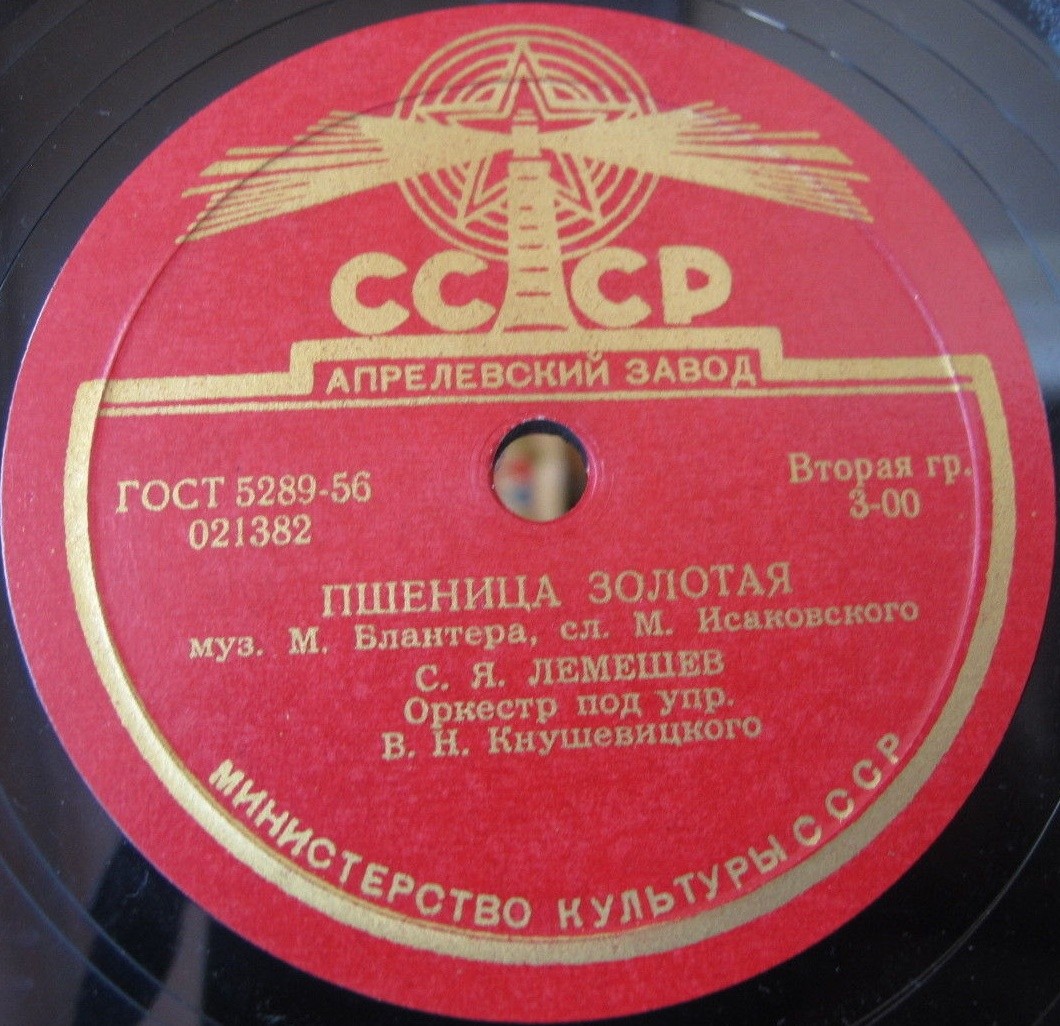 СССР
АПРЕЛЕВСКИЙ ЗАВОД
ГОСТ 5289-56
021382
Вторая гр.
3-00
ПШЕНИЦА ЗОЛОТАЯ
муз. М. Блантера, сл. М. Исаковского
С. Я. ЛЕМЕШЕВ
Оркестр под упр.
В. Н. Кнушевицкого
МИНИСТЕРСТВО КУЛЬТУРЫ СССР